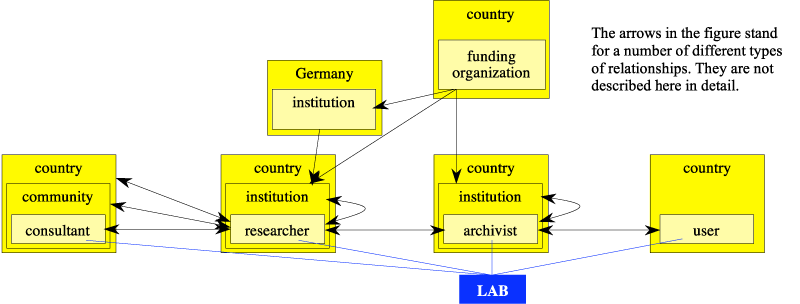 country
funding
organization
The arrows in the figure stand
for a number of different types
of relationships. They are not
described here in detail.
Germany
institution
country
community
consultant
country
institution
researcher
country
institution
archivist
country
user
LAB